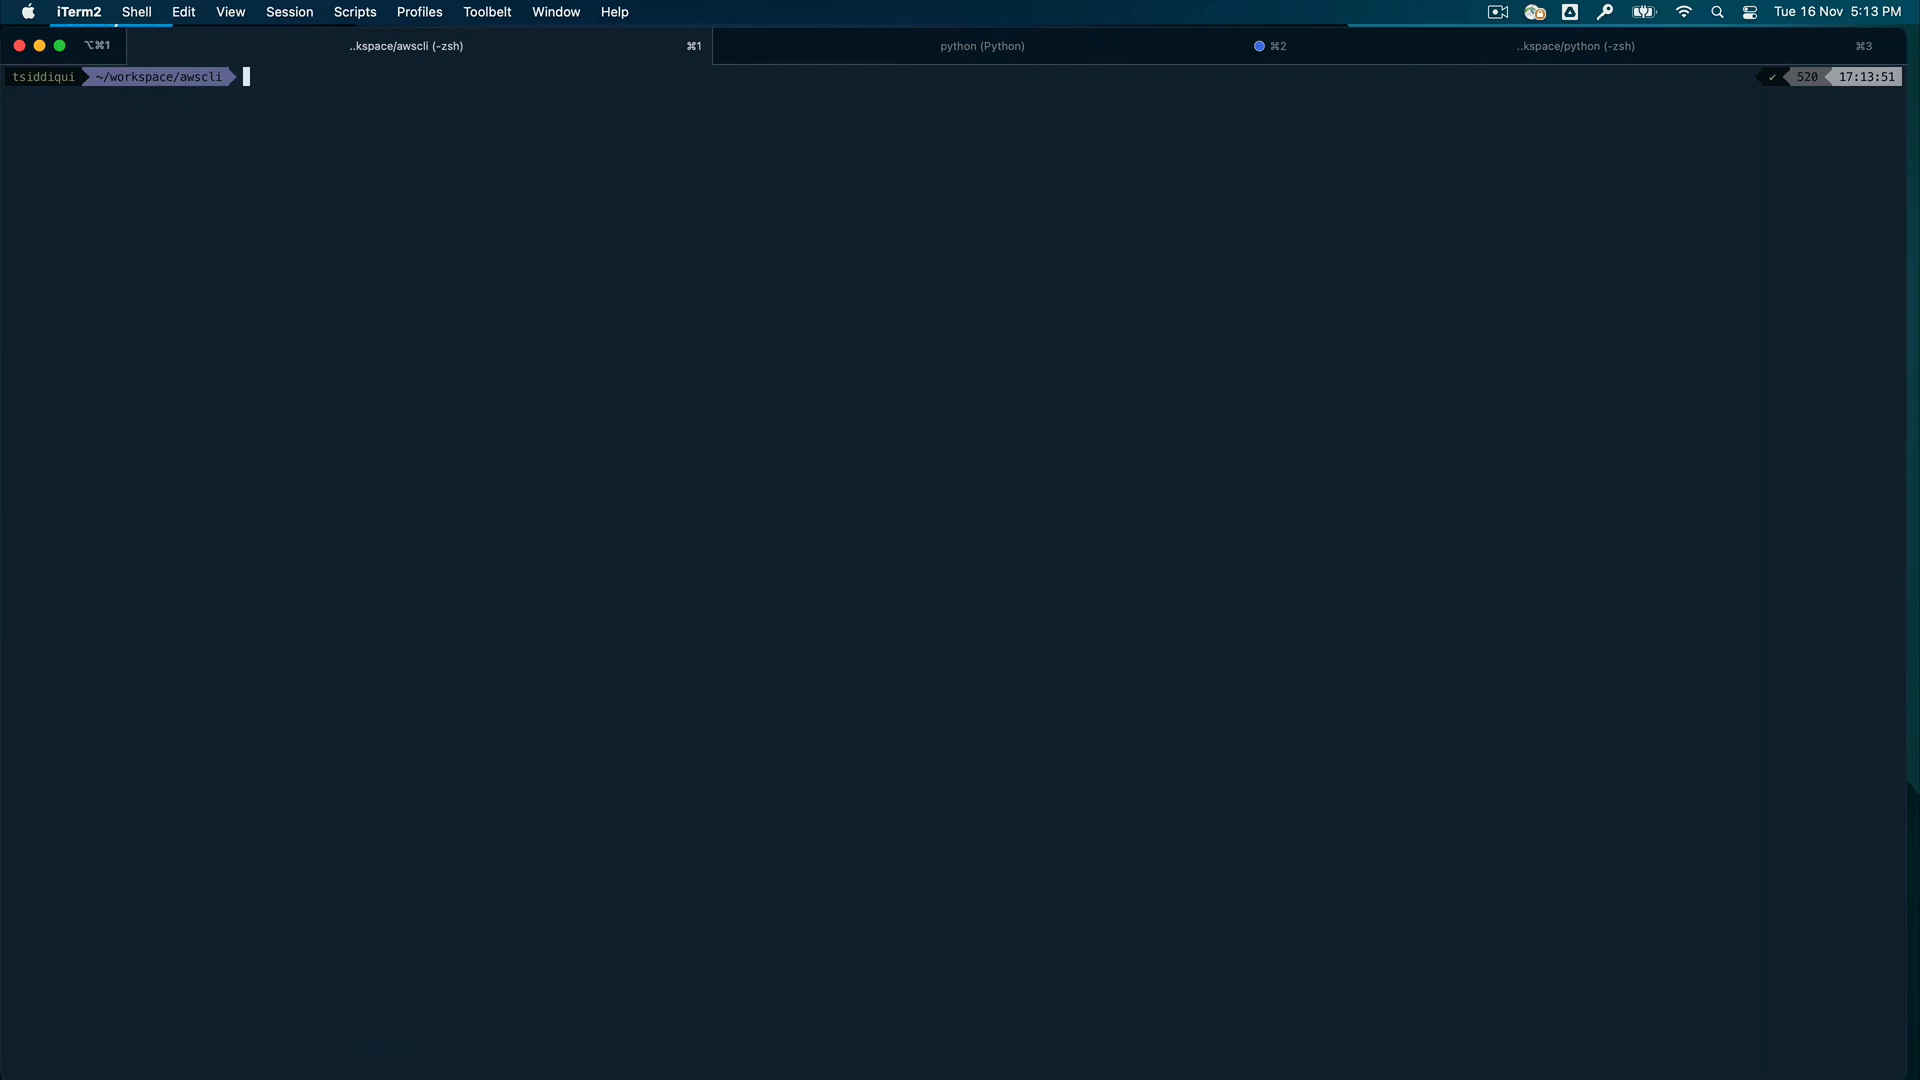 iTerm2 Shell Edit View Session Scripts Profiles Toolbelt Window Help Tue 16 Nov 5:13 PM
⌥⌘1 ..kspace/awscli (-zsh) ⌘1 python (Python) ⌘2 ..kspace/python (-zsh) ⌘3
tsiddiqui ~/workspace/awscli ✓ 520 17:13:51